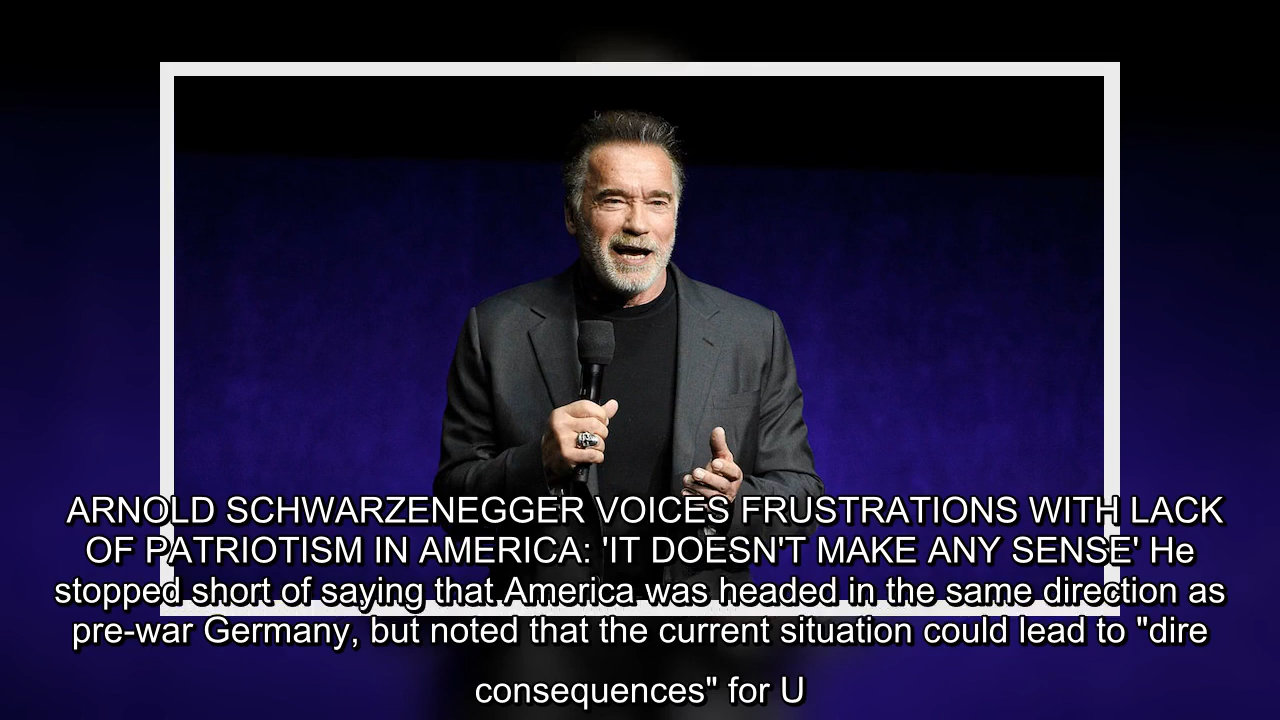 ARNOLD SCHWARZENEGGER VOICES FRUSTRATIONS WITH LACK
OF PATRIOTISM IN AMERICA: 'IT DOESN'T MAKE ANY SENSE' He
stopped short of saying that America was headed in the same direction as
pre-war Germany, but noted that the current situation could lead to "dire
consequences" for U